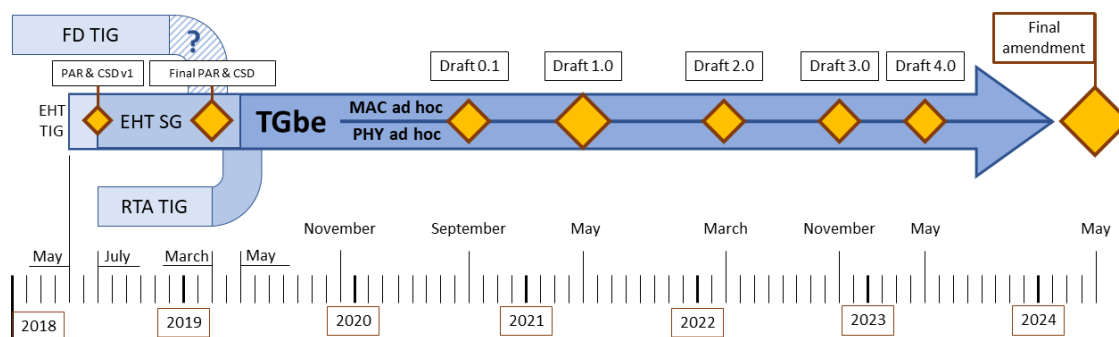 FD TIG
?
Final
amendment
PAR & CSD v1
Final PAR & CSD
Draft 0.1
Draft 1.0
Draft 2.0
Draft 3.0
Draft 4.0
EHT
TIG
EHT SG
TGbe
MAC ad hoc
PHY ad hoc
RTA TIG
November
September
May
March
November
May
May
May
July
March
May
2018
2019
2020
2021
2022
2023
2024